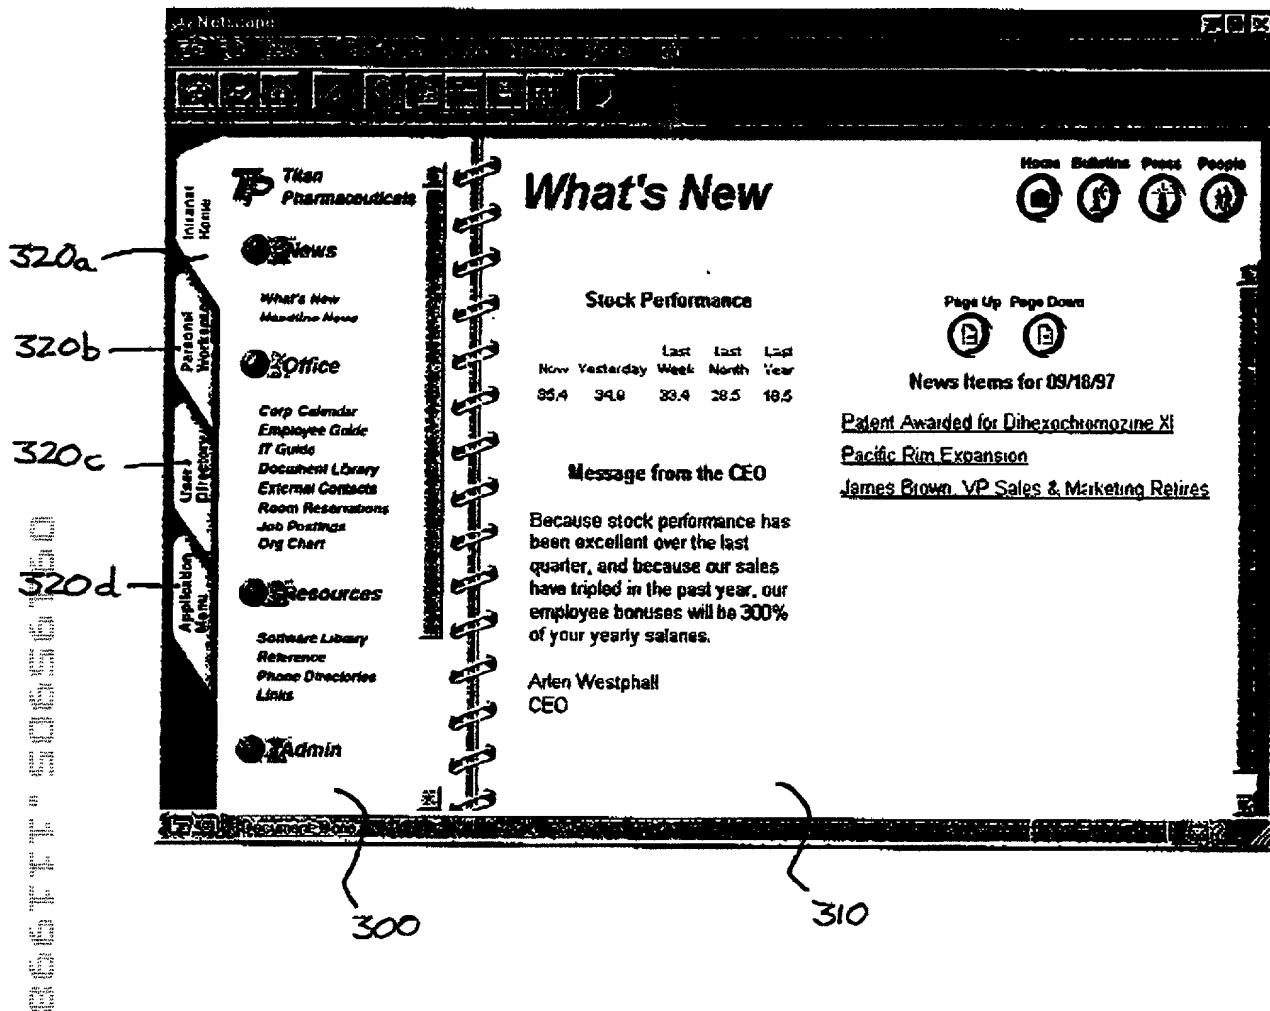 Netscape
Titan
Pharmaceuticals
News
What's New
Headline News
Office
Corp Calendar
Employee Guide
IT Guide
Document Library
External Contacts
Room Reservations
Job Postings
Org Chart
Resources
Software Library
Reference
Phone Directories
Links
Admin
Intranet
Home
Personal
Workspace
User
Directory
Application
Menu
320a
320b
320c
320d
What's New
Home Bulletins Press People
Stock Performance
Now Yesterday Last Week Last Month Last Year
35.4 34.9 33.4 28.5 18.5
Message from the CEO
Because stock performance has
been excellent over the last
quarter, and because our sales
have tripled in the past year, our
employee bonuses will be 300%
of your yearly salaries.
Arlen Westphall
CEO
Page Up Page Down
News Items for 09/18/97
Patent Awarded for Dihexochromozine XI
Pacific Rim Expansion
James Brown, VP Sales & Marketing Retires
Document: Done
300
310